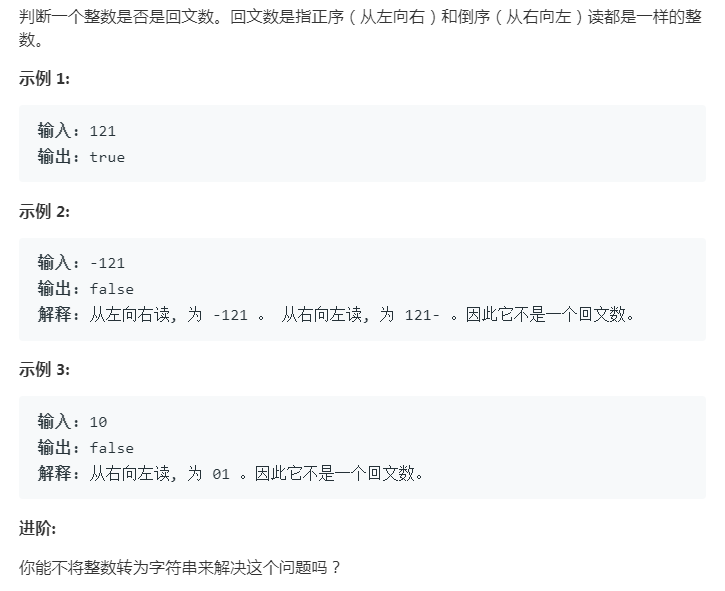 判断一个整数是否是回文数。回文数是指正序（从左向右）和倒序（从右向左）读都是一样的整
数。
示例 1:
输入：121
输出：true
示例 2:
输入：-121
输出：false
解释：从左向右读, 为 -121 。 从右向左读, 为 121- 。因此它不是一个回文数。
示例 3:
输入：10
输出：false
解释：从右向左读, 为 01 。因此它不是一个回文数。
进阶:
你能不将整数转为字符串来解决这个问题吗？